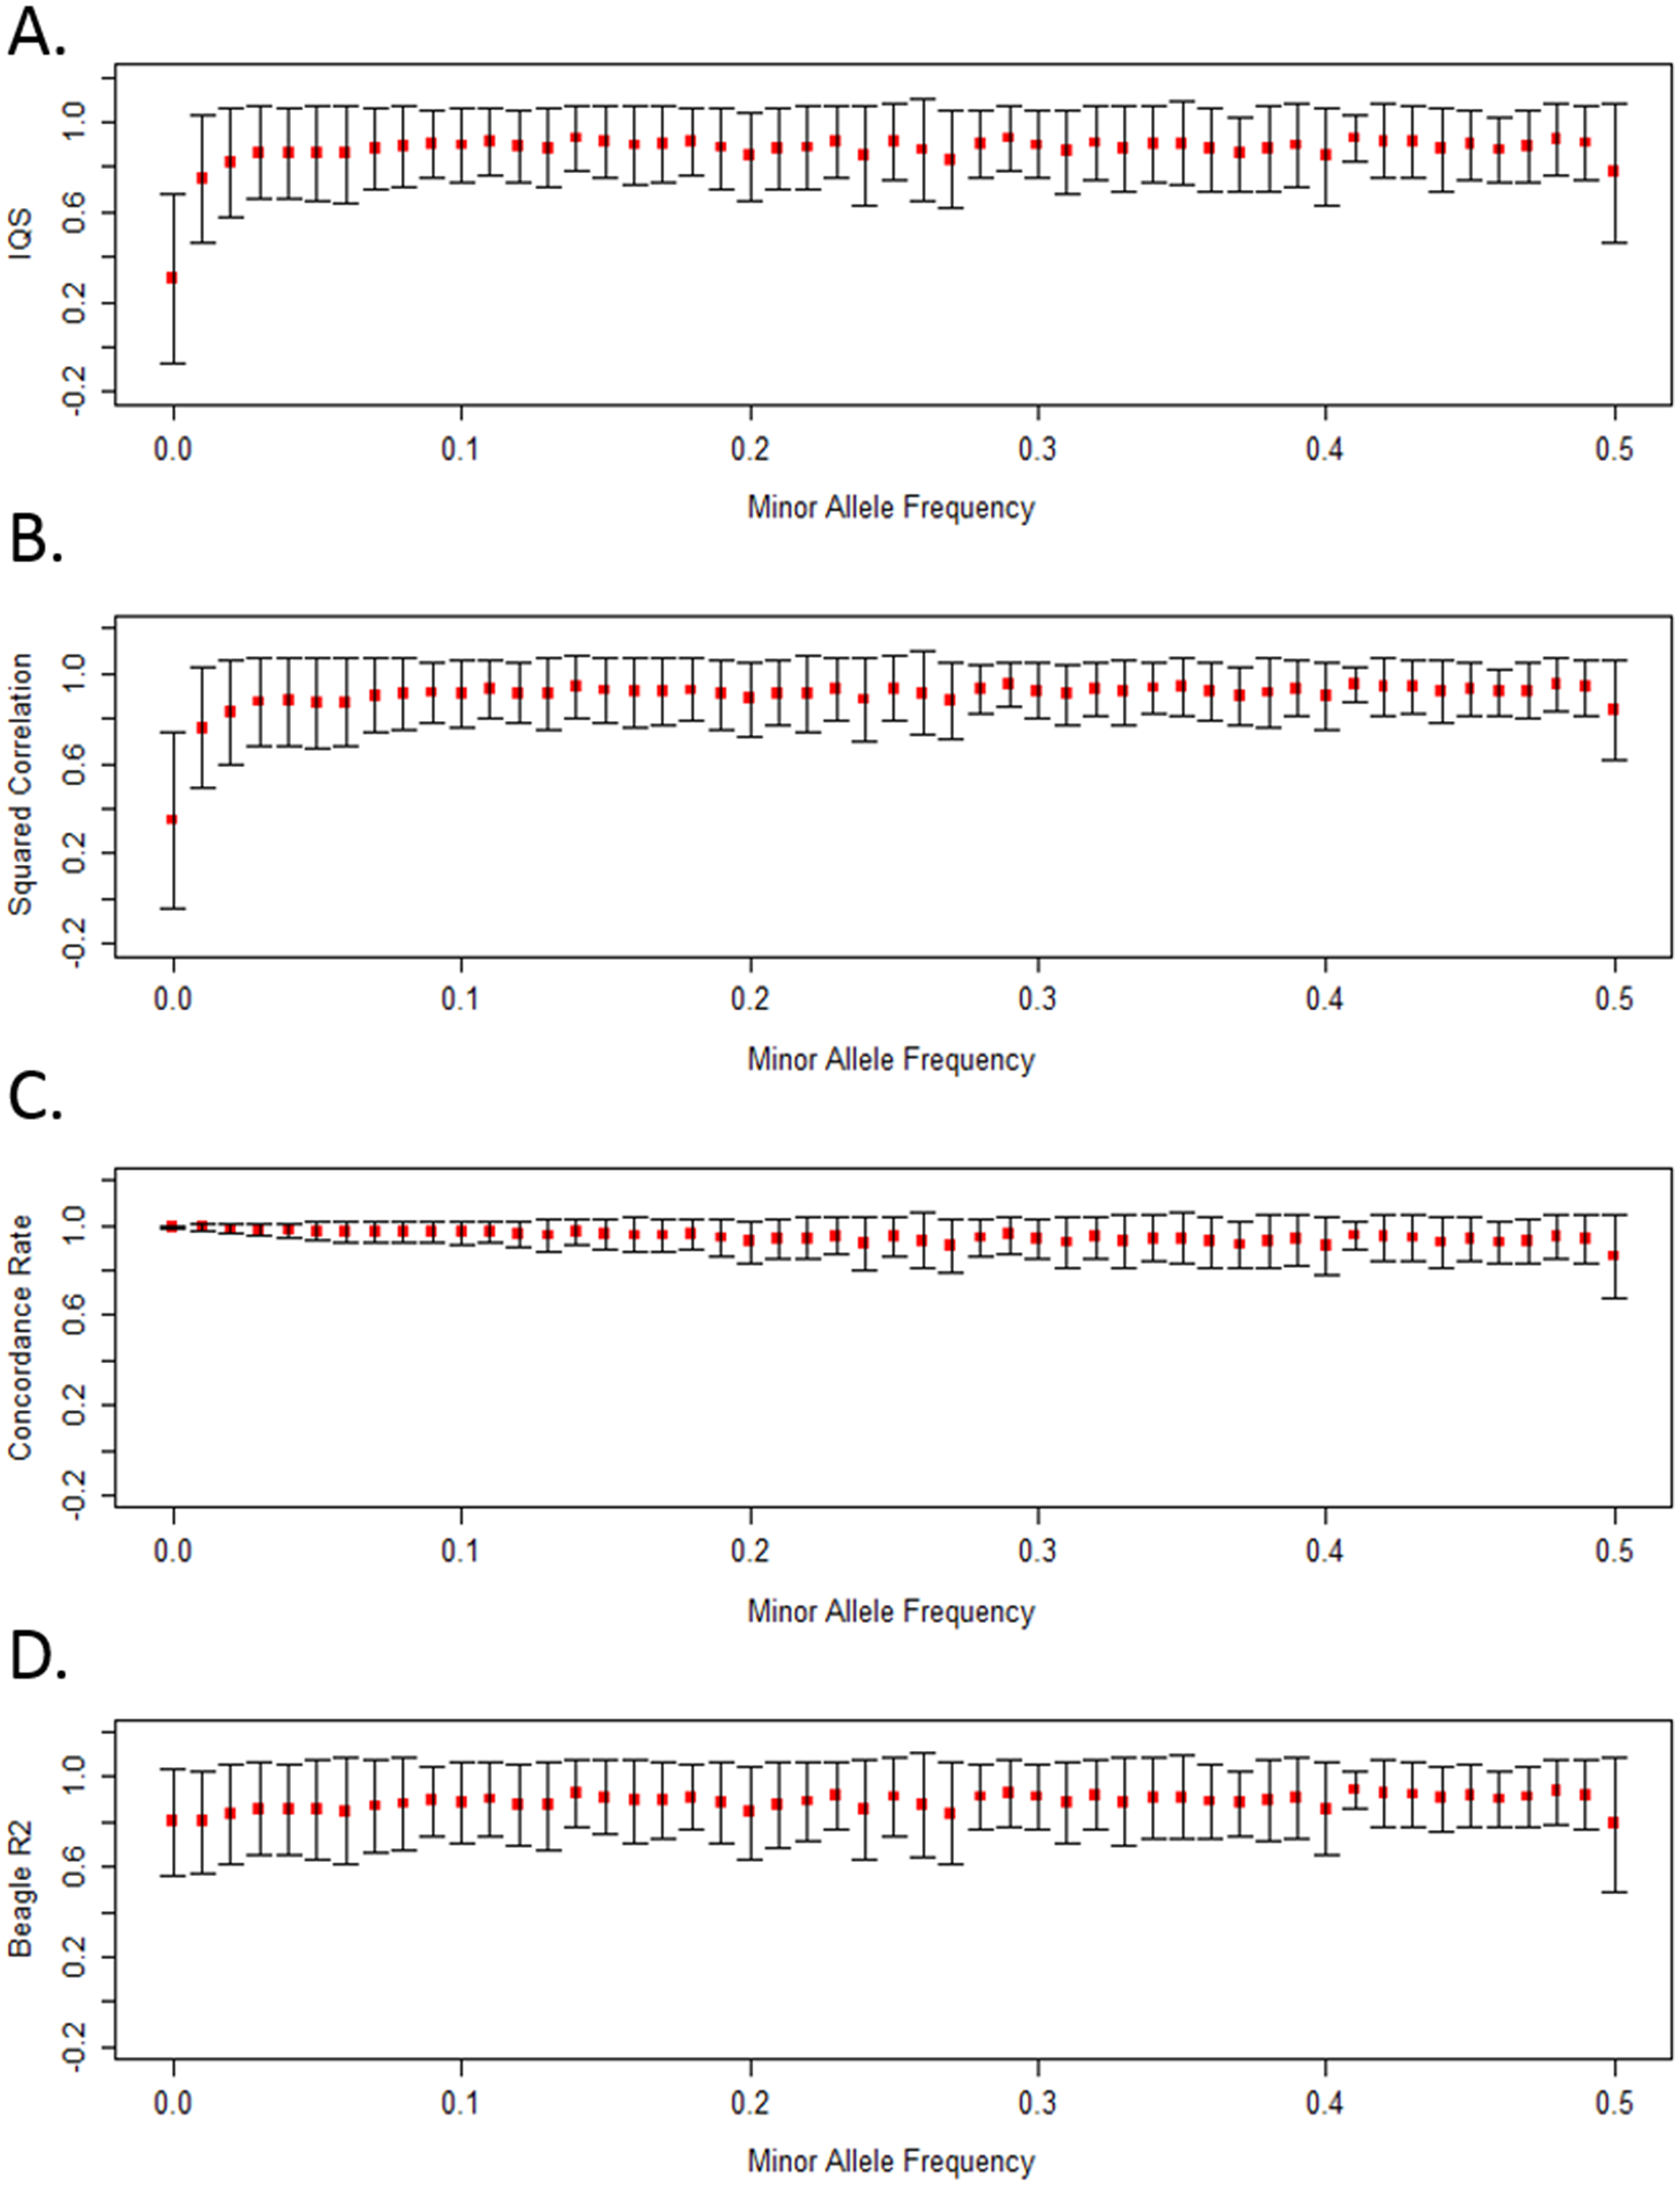 A.
IQS
1.0
0.6
0.2
-0.2
0.0 0.1 0.2 0.3 0.4 0.5
Minor Allele Frequency
B.
Squared Correlation
1.0
0.6
0.2
-0.2
0.0 0.1 0.2 0.3 0.4 0.5
Minor Allele Frequency
C.
Concordance Rate
1.0
0.6
0.2
-0.2
0.0 0.1 0.2 0.3 0.4 0.5
Minor Allele Frequency
D.
Beagle R2
1.0
0.6
0.2
-0.2
0.0 0.1 0.2 0.3 0.4 0.5
Minor Allele Frequency